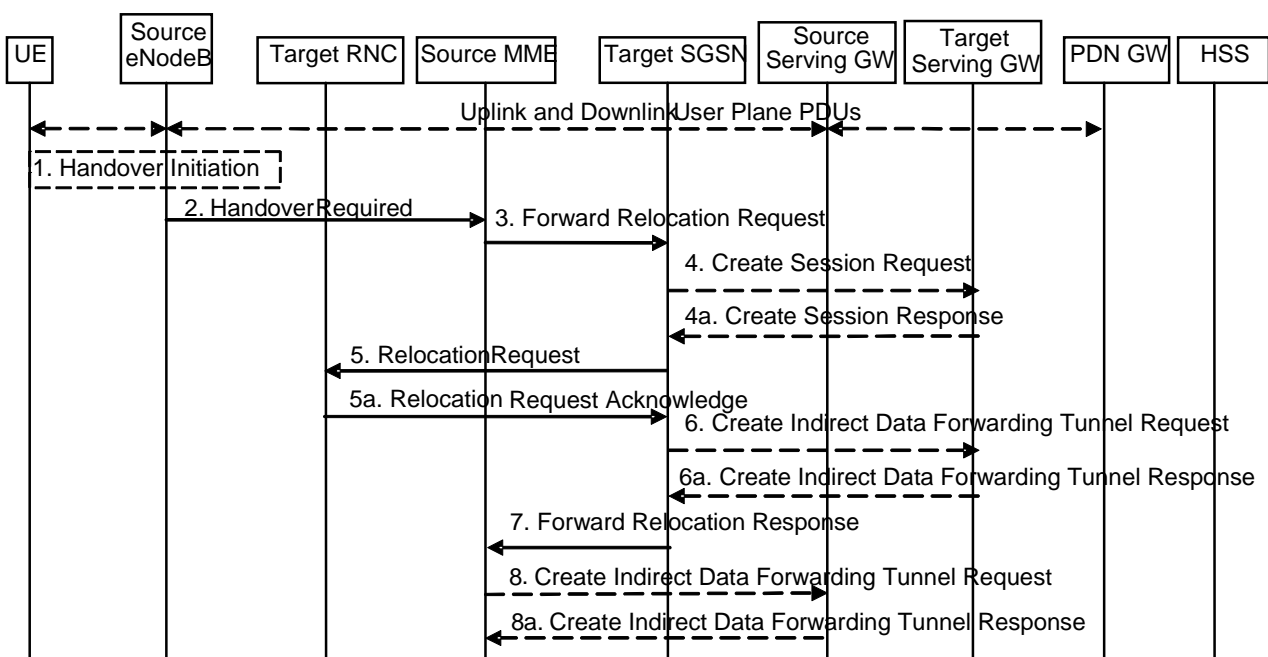 UE
Source
eNodeB
Target RNC
Source MME
Target SGSN
Source
Serving GW
Target
Serving GW
PDN GW
HSS
Uplink and Downlink User Plane PDUs
1. Handover Initiation
2. Handover Required
3. Forward Relocation Request
4. Create Session Request
4a. Create Session Response
5. Relocation Request
5a. Relocation Request Acknowledge
6. Create Indirect Data Forwarding Tunnel Request
6a. Create Indirect Data Forwarding Tunnel Response
7. Forward Relocation Response
8. Create Indirect Data Forwarding Tunnel Request
8a. Create Indirect Data Forwarding Tunnel Response